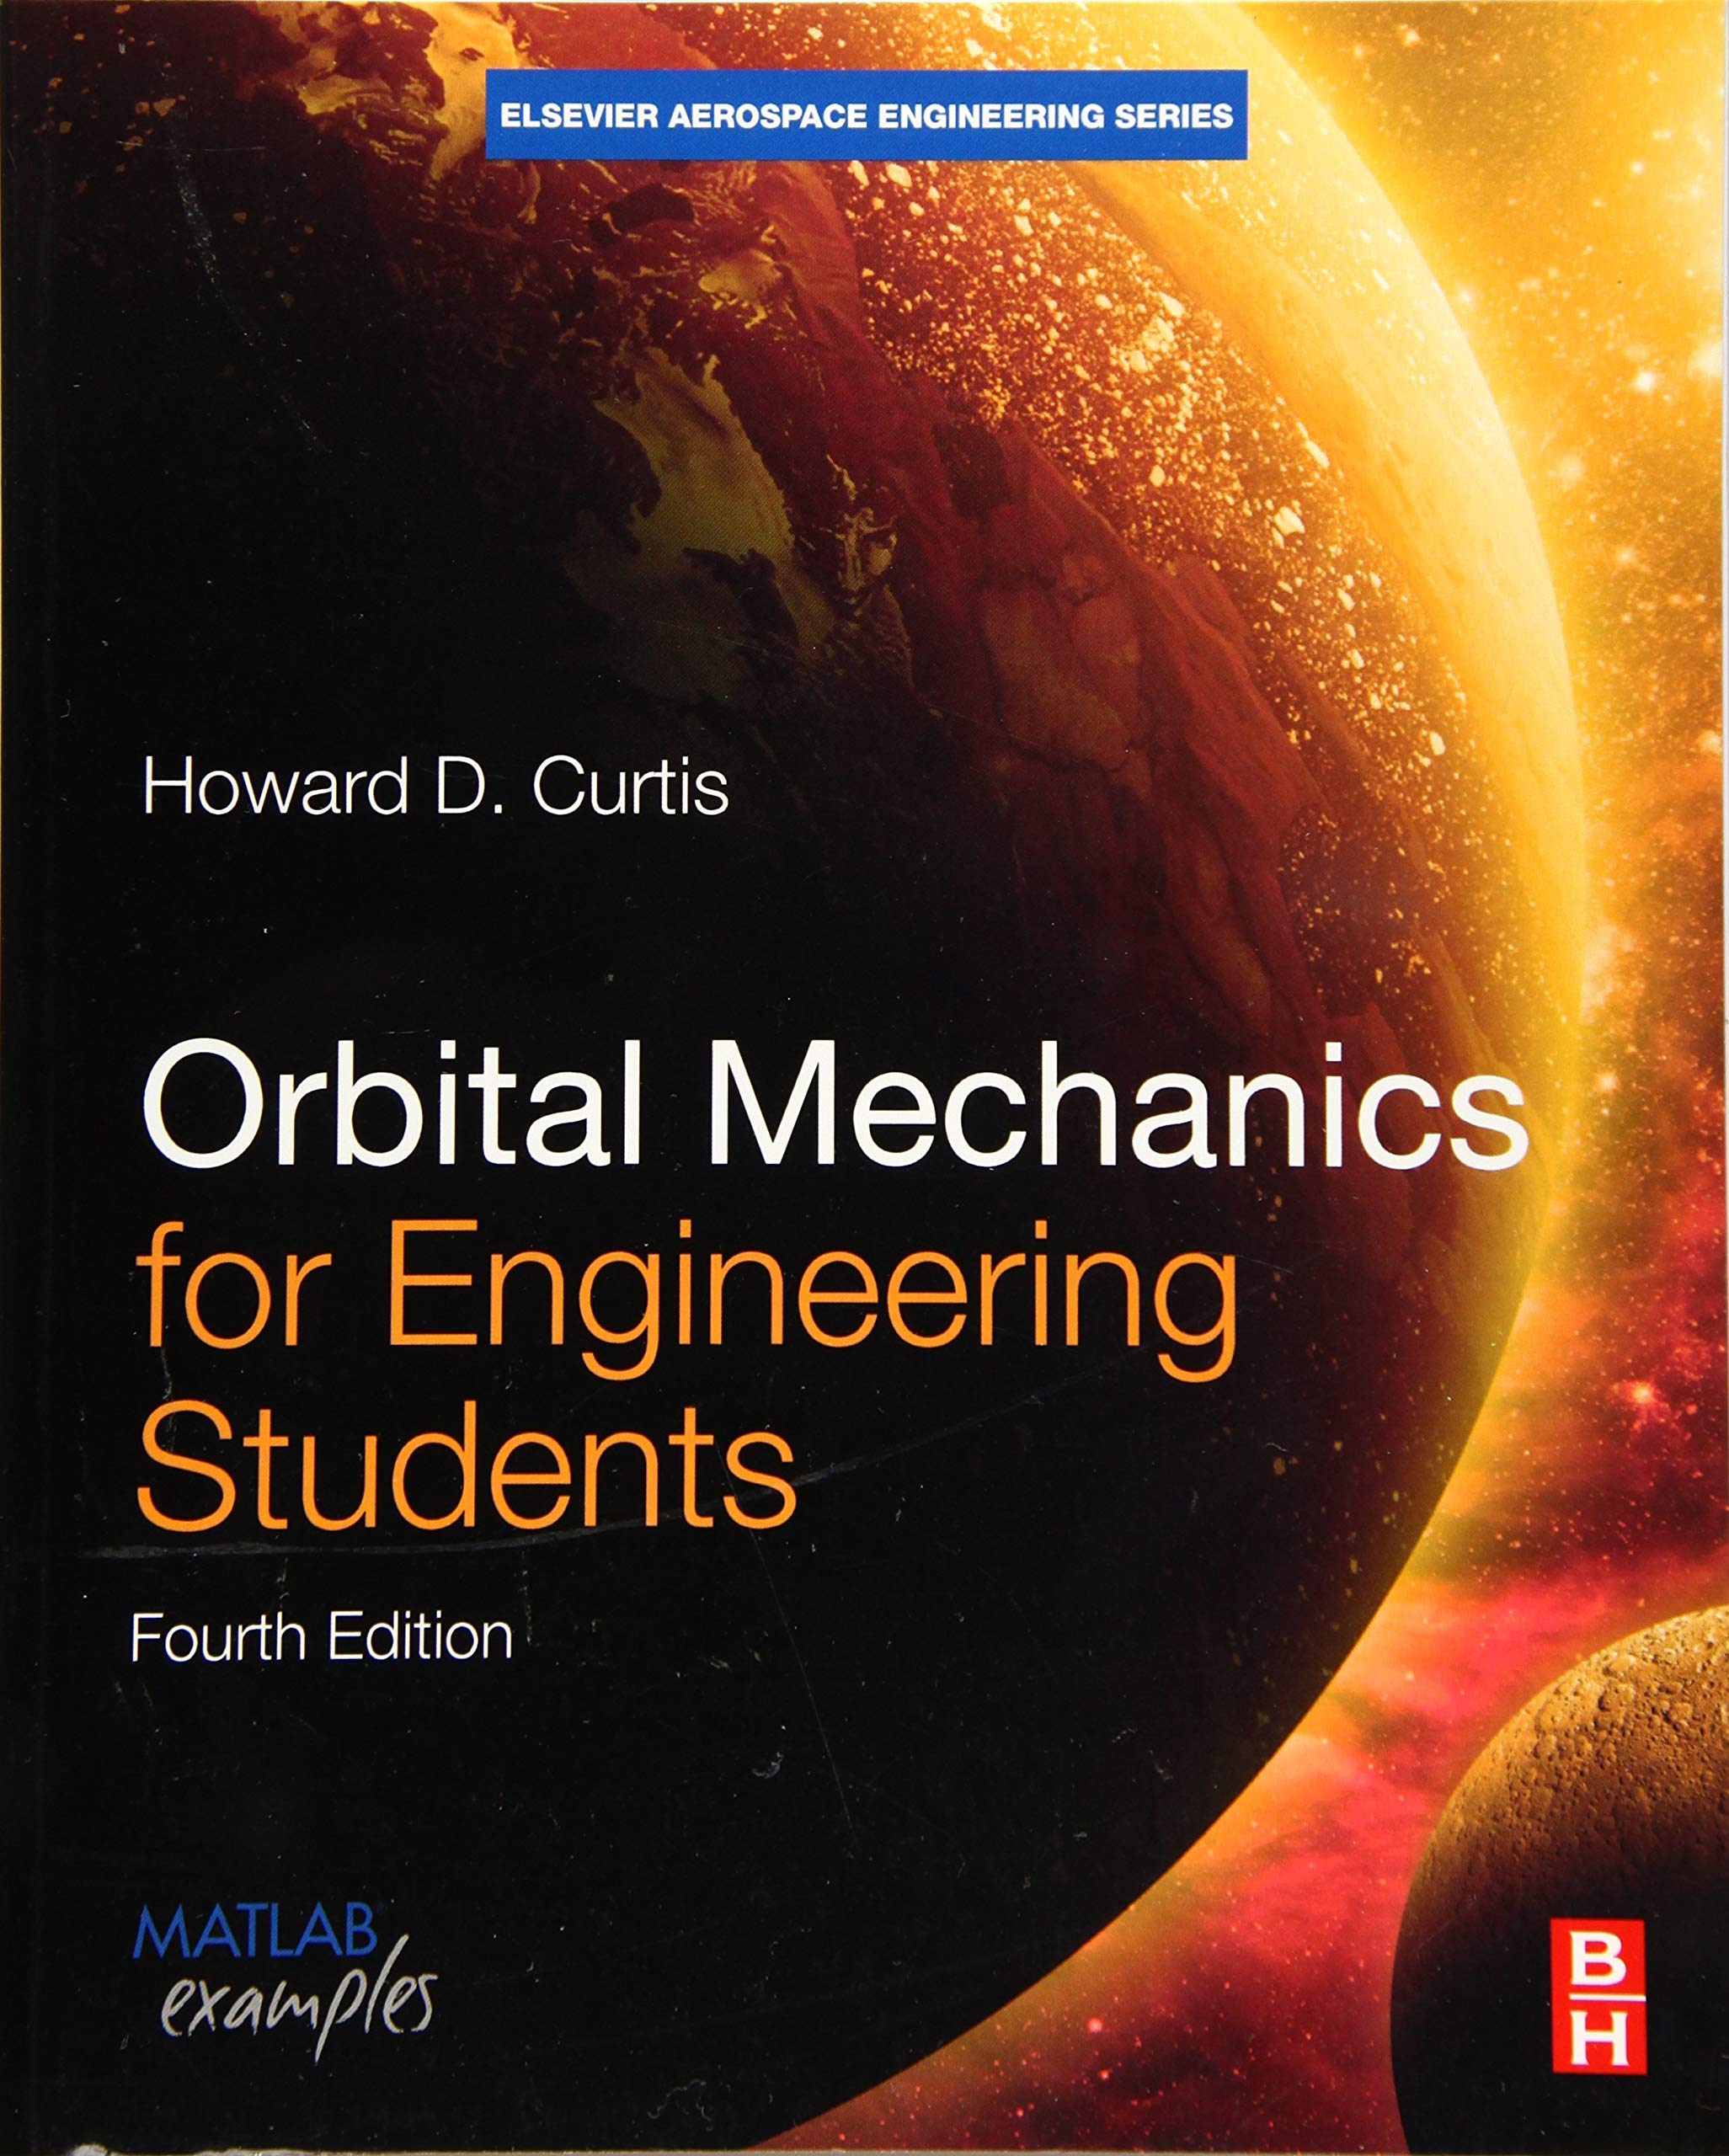 ELSEVIER AEROSPACE ENGINEERING SERIES
Howard D. Curtis
Orbital Mechanics
for Engineering
Students
Fourth Edition
MATLAB
examples
B
H